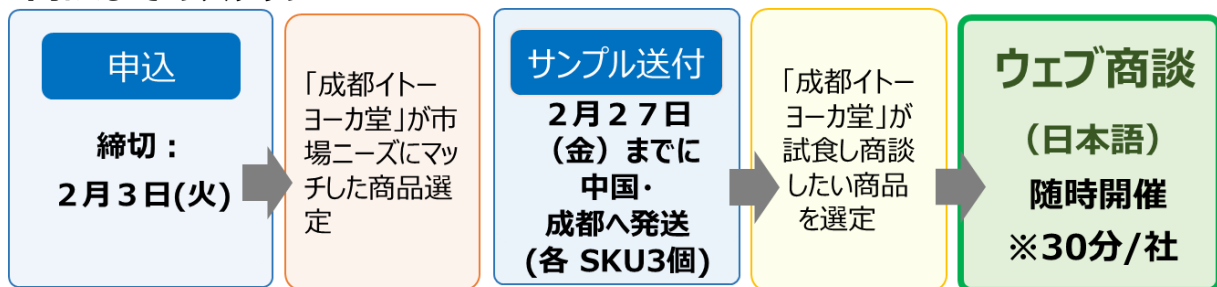 申込
締切：
２月３日(火)
「成都イトー
ヨーカ堂」が市
場ニーズにマッ
チした商品選
定
サンプル送付
２月２７日
（金）までに
中国・
成都へ発送
(各 SKU3個)
「成都イトー
ヨーカ堂」が
試食し商談
したい商品
を選定
ウェブ商談
（日本語）
随時開催
※30分/社